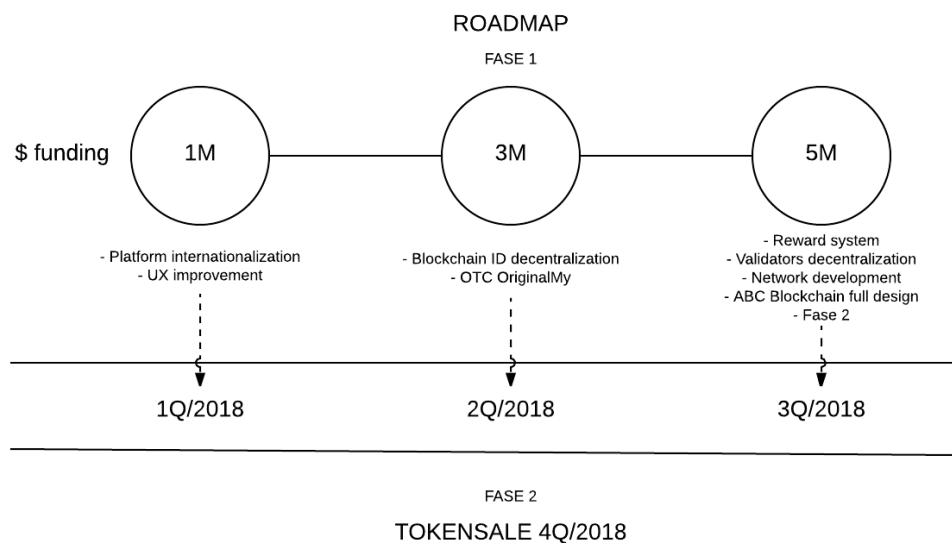 ROADMAP
FASE 1
$ funding
1M
3M
5M
- Platform internationalization
- UX improvement
- Blockchain ID decentralization
- OTC OriginalMy
- Reward system
- Validators decentralization
- Network development
- ABC Blockchain full design
- Fase 2
1Q/2018
2Q/2018
3Q/2018
FASE 2
TOKENSALE 4Q/2018